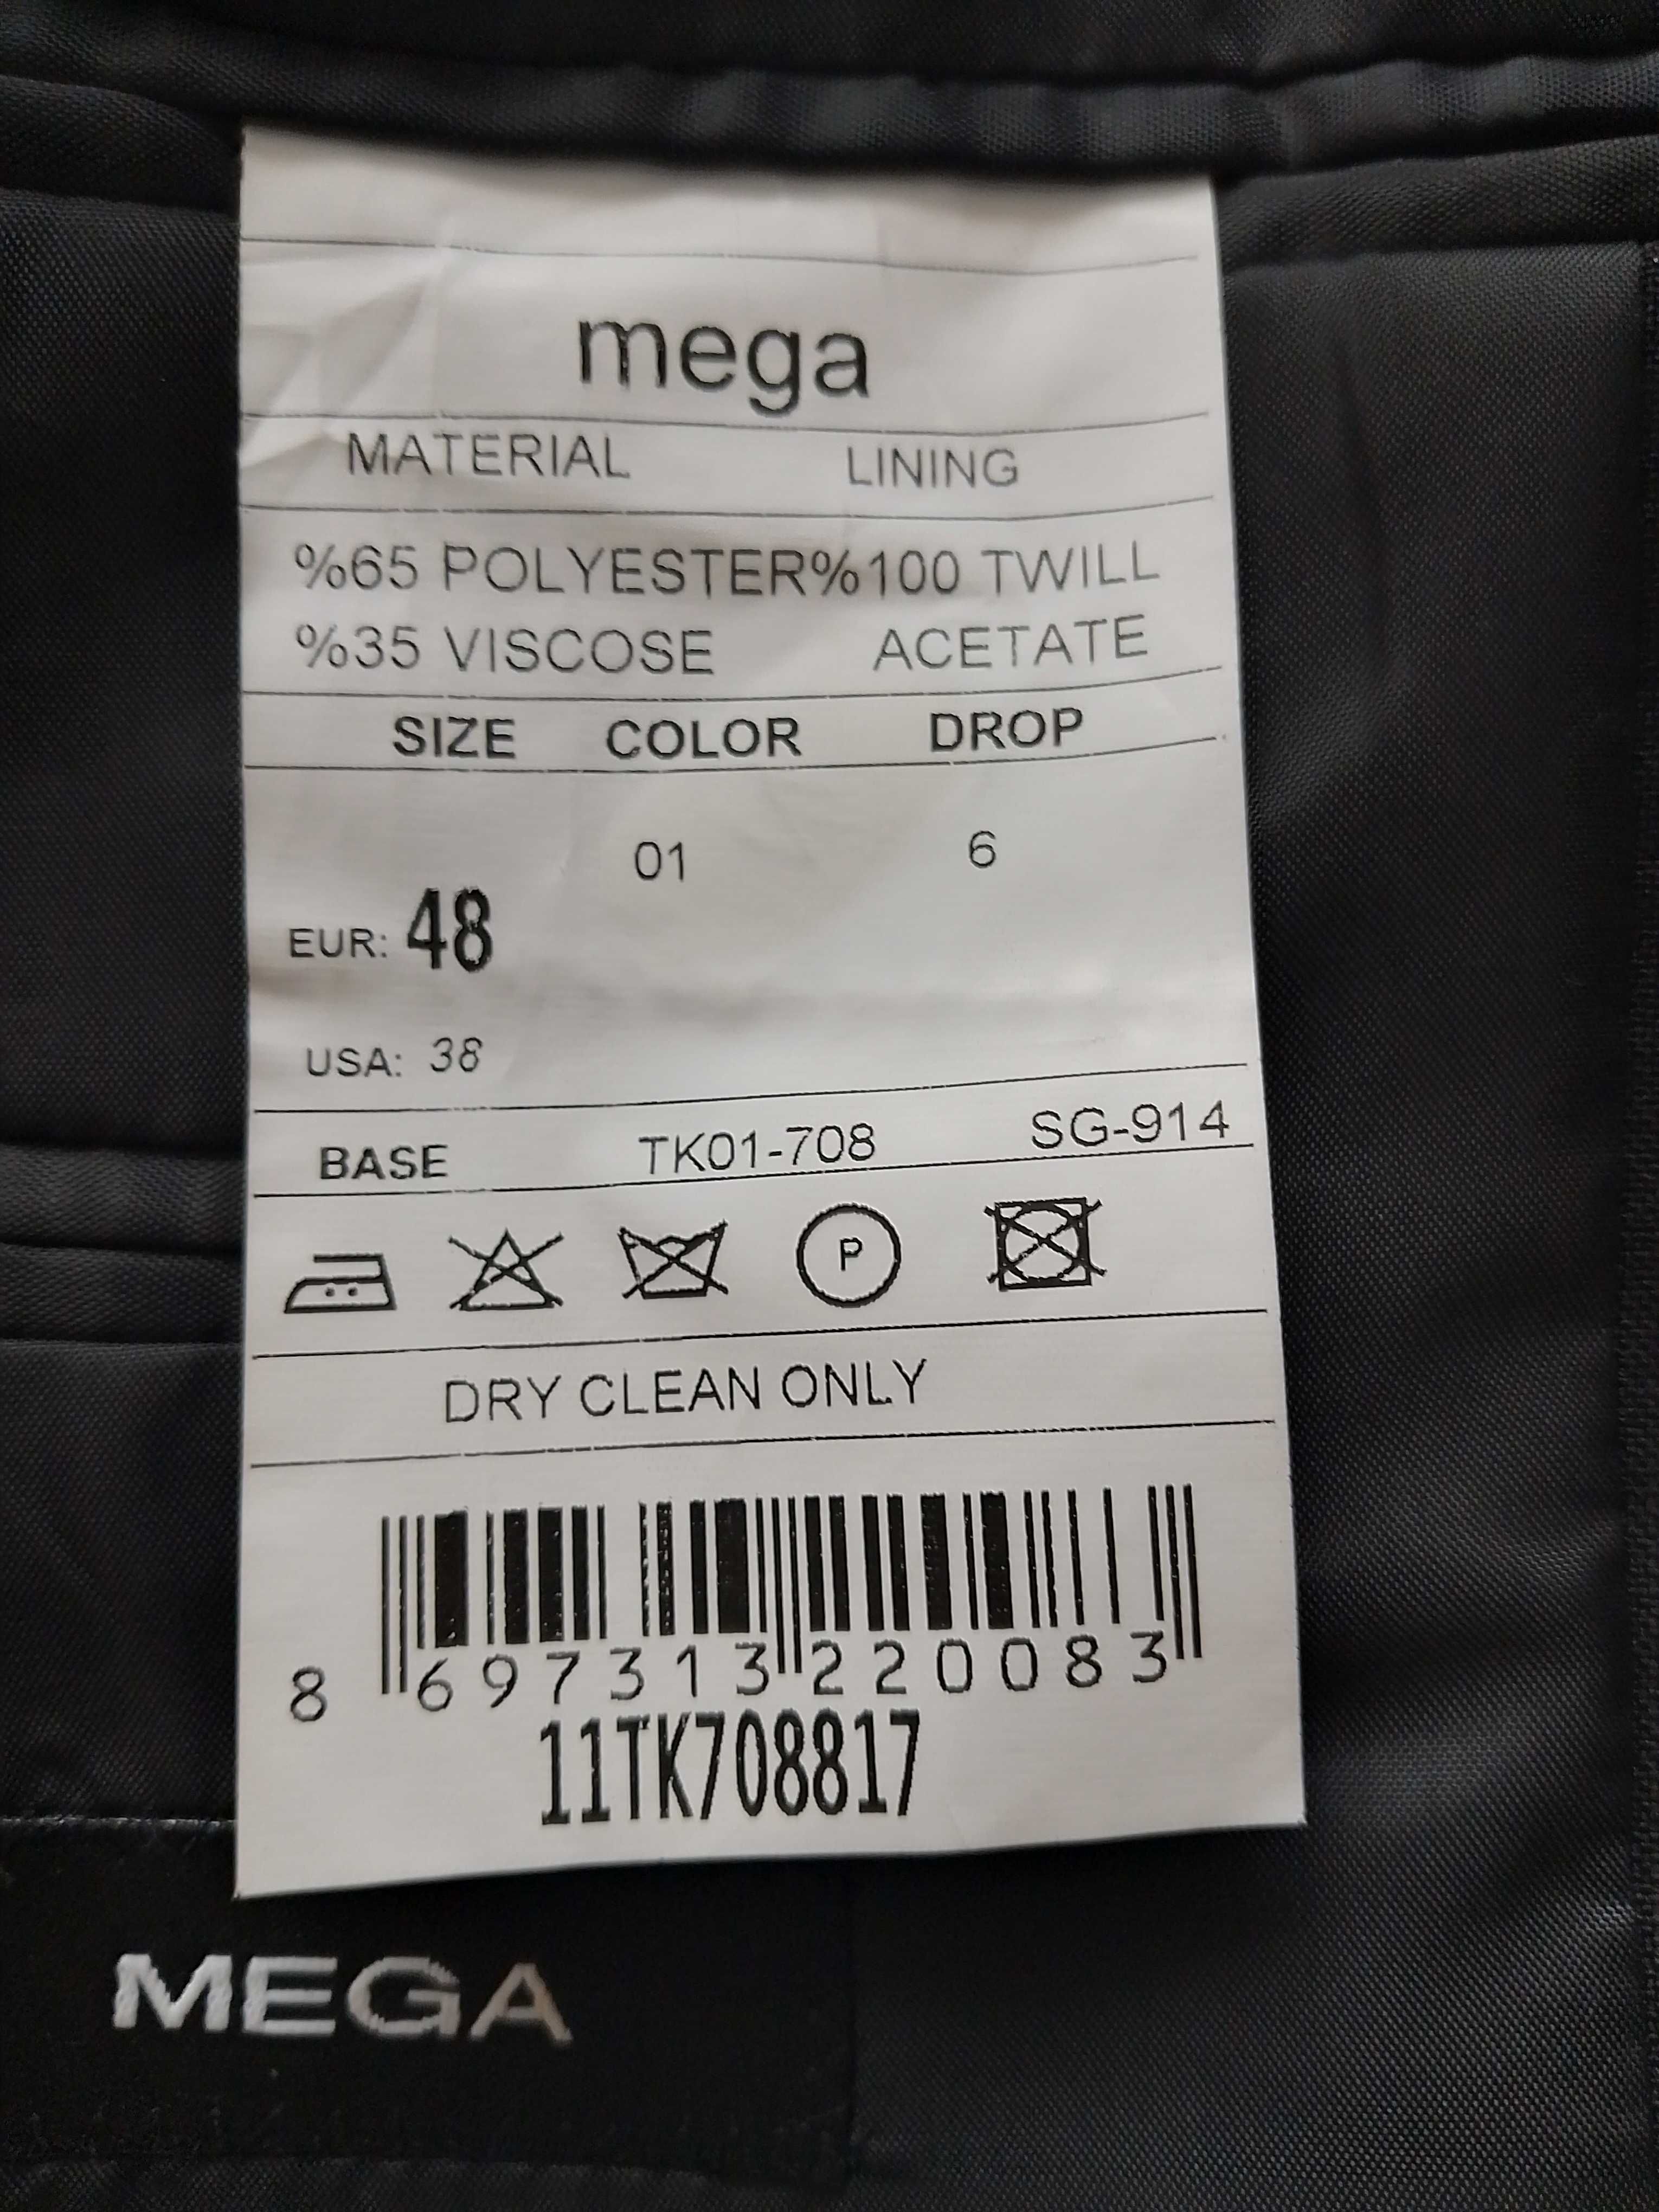 mega
MATERIAL LINING
%65 POLYESTER%100 TWILL
%35 VISCOSE ACETATE
SIZE COLOR DROP
01 6
EUR: 48
USA: 38
BASE TK01-708 SG-914
P
DRY CLEAN ONLY
8 697313 220083
11TK708817
MEGA